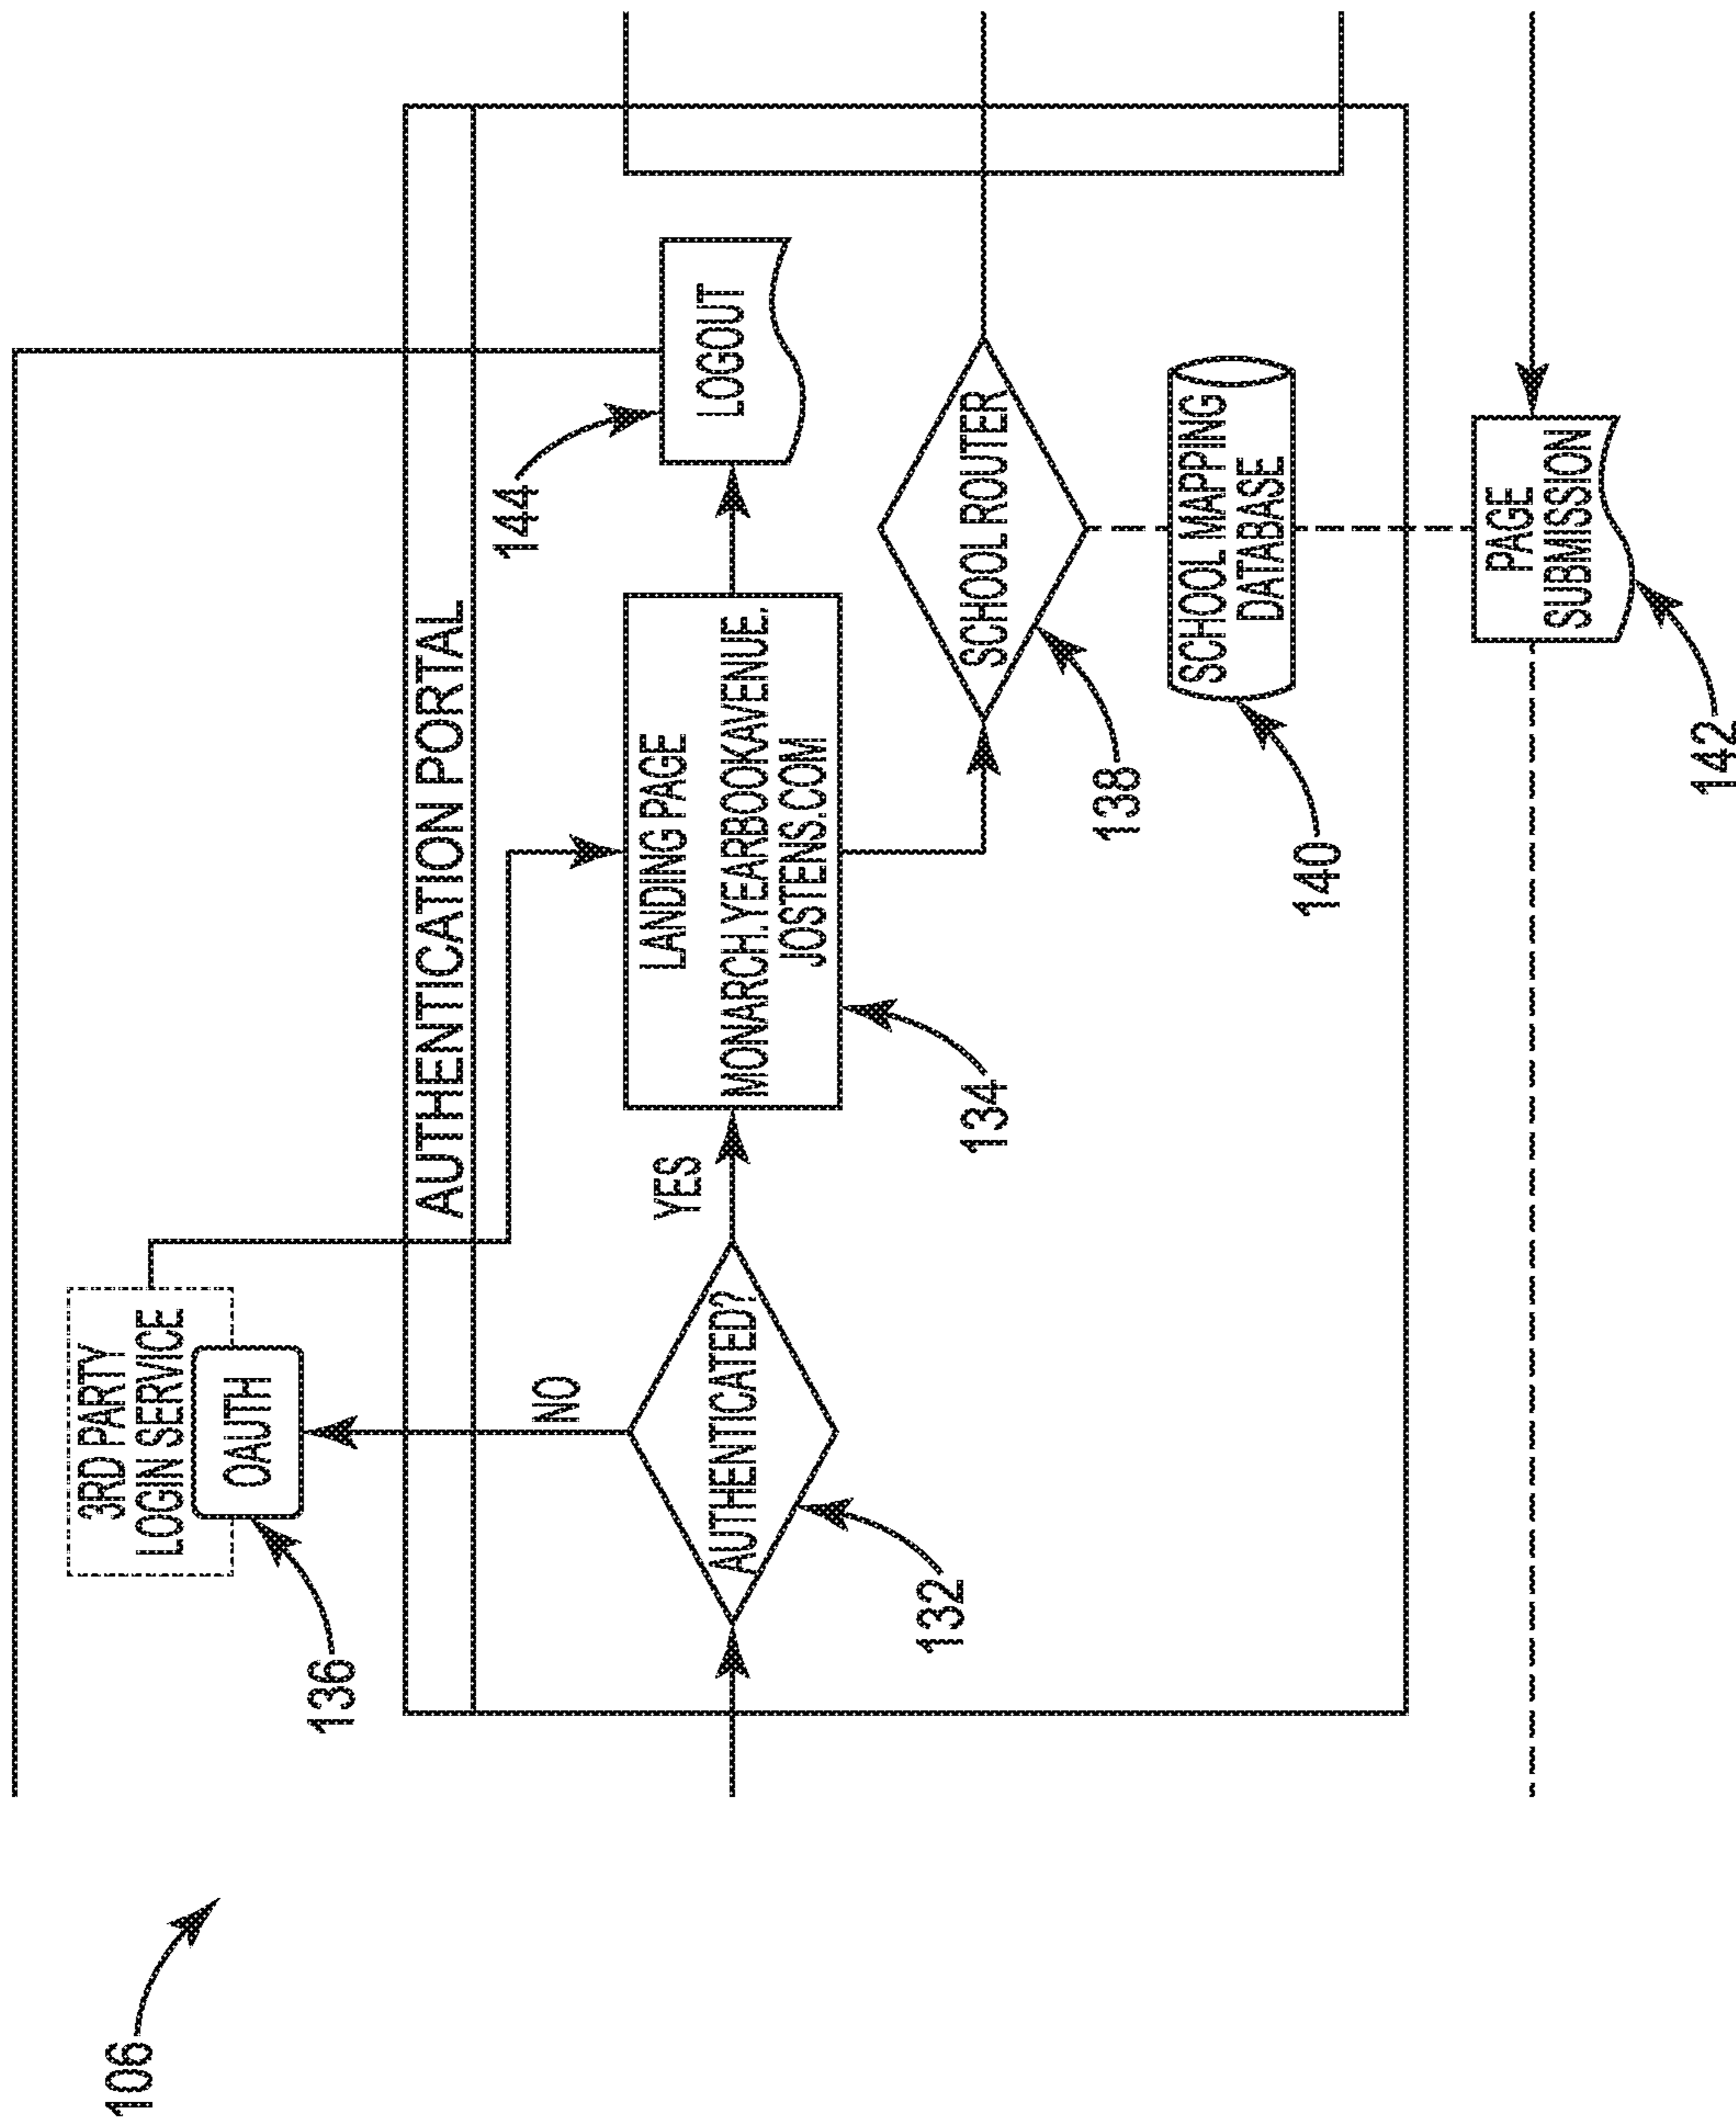 106
3RD PARTY
LOGIN SERVICE
OAUTH
136
AUTHENTICATION PORTAL
NO
AUTHENTICATED?
132
YES
LANDING PAGE
MONARCH.YEARBOOKAVENUE.
JOSTENS.COM
134
144
LOGOUT
SCHOOL ROUTER
138
SCHOOL MAPPING
DATABASE
140
PAGE
SUBMISSION
142